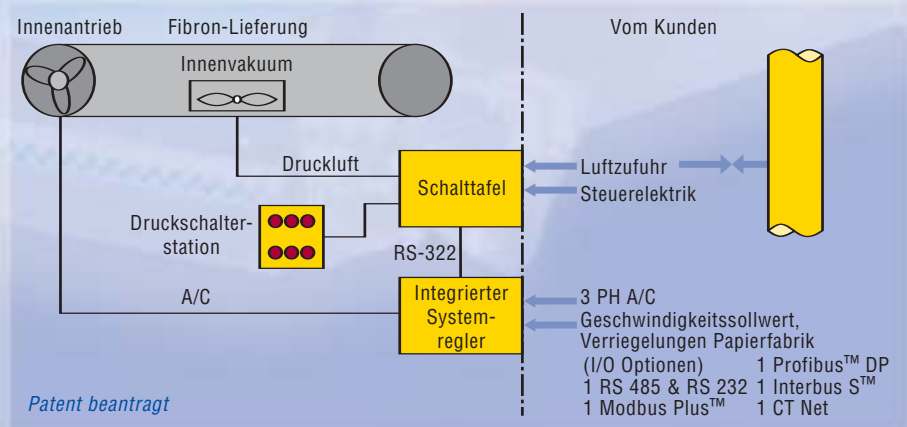 Innenantrieb
Fibron-Lieferung
Vom Kunden
Innenvakuum
Druckluft
Schalttafel
Luftzufuhr
Steuerelektrik
Druckschalter-
station
RS-322
A/C
Integrierter
System-
regler
3 PH A/C
Geschwindigkeitssollwert,
Verriegelungen Papierfabrik
(I/O Optionen) 1 Profibus™ DP
1 RS 485 & RS 232 1 Interbus S™
1 Modbus Plus™ 1 CT Net
Patent beantragt